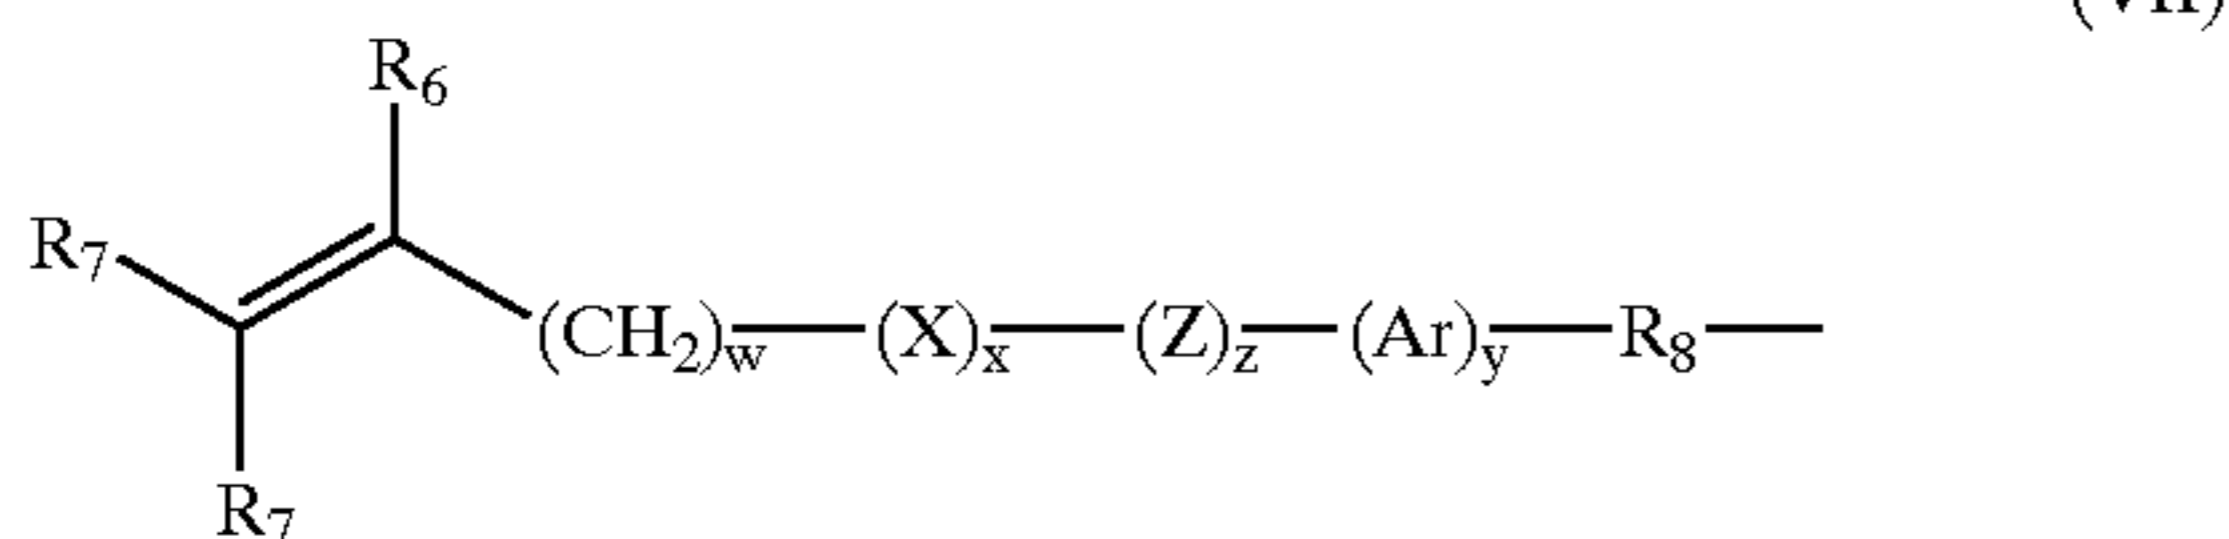 (VII)
R6
R7
(CH2)w—(X)x—(Z)z—(Ar)y—R8—
R7